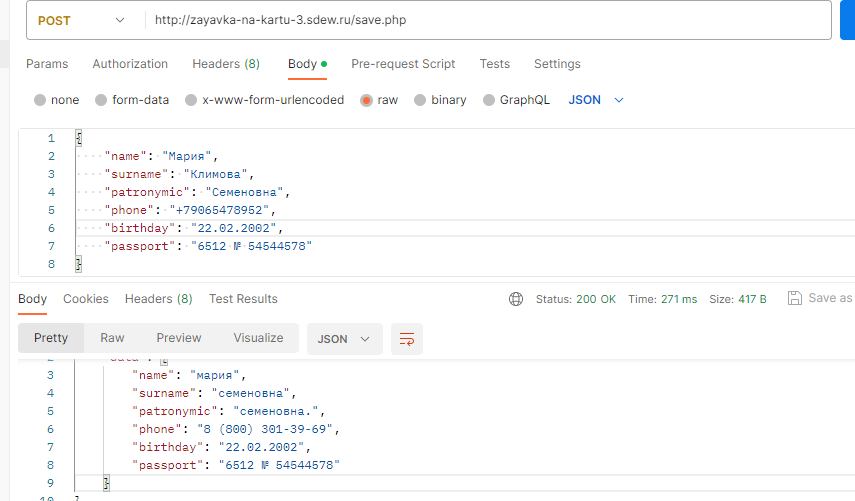 POST http://zayavka-na-kartu-3.sdew.ru/save.php
Params Authorization Headers (8) Body Pre-request Script Tests Settings
none form-data x-www-form-urlencoded raw binary GraphQL JSON
1 {
2 "name": "Мария",
3 "surname": "Климова",
4 "patronymic": "Семеновна",
5 "phone": "+79065478952",
6 "birthday": "22.02.2002",
7 "passport": "6512 № 54544578"
8 }
Body Cookies Headers (8) Test Results Status: 200 OK Time: 271 ms Size: 417 B Save as
Pretty Raw Preview Visualize JSON
2 "data": {
3 "name": "мария",
4 "surname": "семеновна",
5 "patronymic": "семеновна.",
6 "phone": "8 (800) 301-39-69",
7 "birthday": "22.02.2002",
8 "passport": "6512 № 54544578"
9 }
10 }